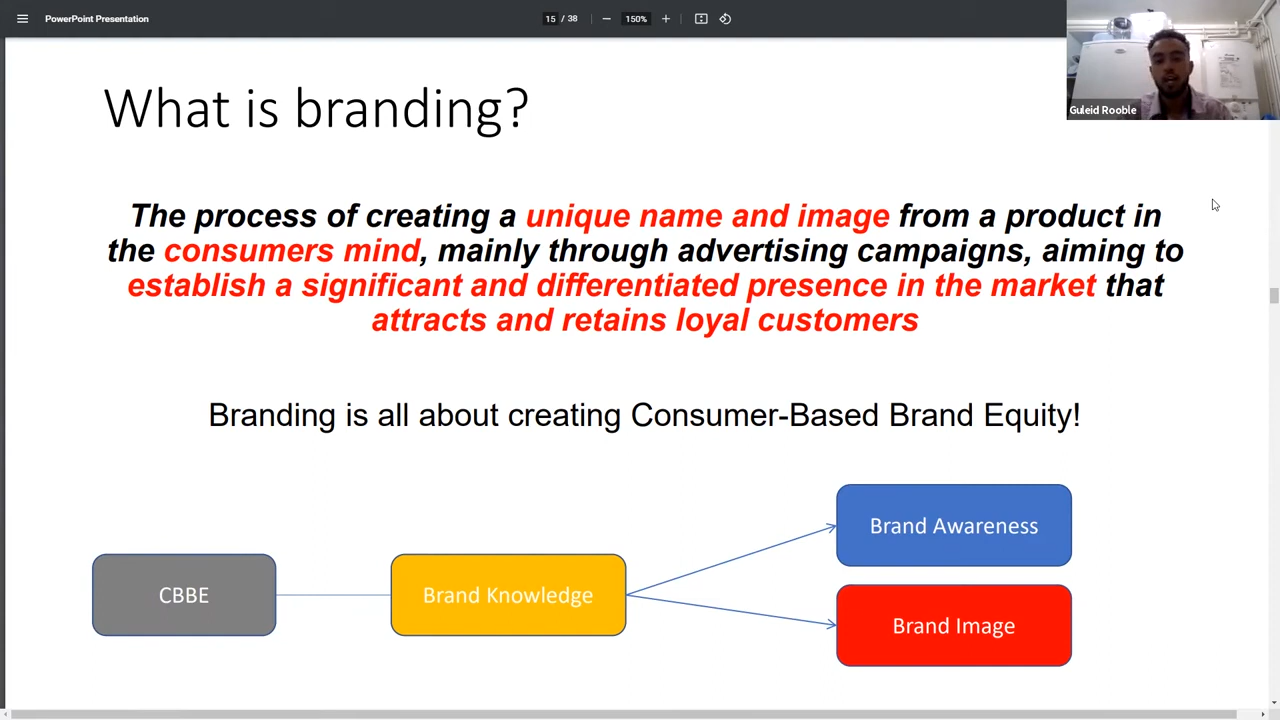 PowerPoint Presentation
15 / 38
150%
Guleid Rooble
What is branding?
The process of creating a unique name and image from a product in
the consumers mind, mainly through advertising campaigns, aiming to
establish a significant and differentiated presence in the market that
attracts and retains loyal customers
Branding is all about creating Consumer-Based Brand Equity!
Brand Awareness
CBBE
Brand Knowledge
Brand Image